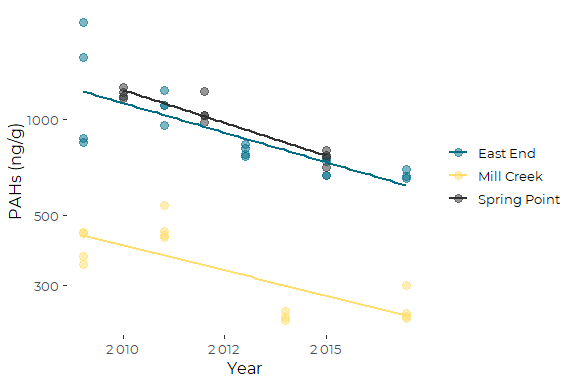 PAHs (ng/g)
1000
500
300
2010
2012
2015
Year
East End
Mill Creek
Spring Point